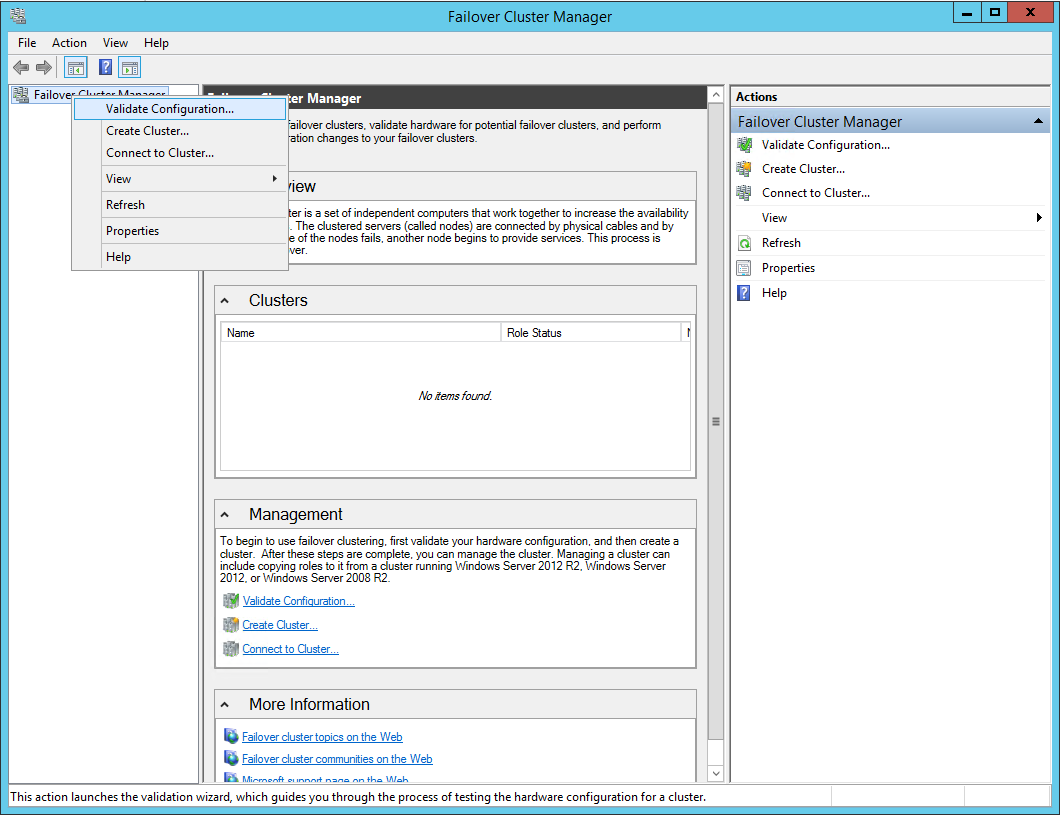 Failover Cluster Manager
File Action View Help
Failover Cluster Manager
Validate Configuration...
Create Cluster...
Connect to Cluster...
View
Refresh
Properties
Help
ter Manager
failover clusters, validate hardware for potential failover clusters, and perform
ration changes to your failover clusters.
view
ter is a set of independent computers that work together to increase the availability
. The clustered servers (called nodes) are connected by physical cables and by
e of the nodes fails, another node begins to provide services. This process is
ver.
Clusters
Name Role Status
No items found.
Management
To begin to use failover clustering, first validate your hardware configuration, and then create a
cluster. After these steps are complete, you can manage the cluster. Managing a cluster can
include copying roles to it from a cluster running Windows Server 2012 R2, Windows Server
2012, or Windows Server 2008 R2.
Validate Configuration...
Create Cluster...
Connect to Cluster...
More Information
Failover cluster topics on the Web
Failover cluster communities on the Web
Microsoft support page on the Web
Actions
Failover Cluster Manager
Validate Configuration...
Create Cluster...
Connect to Cluster...
View
Refresh
Properties
Help
This action launches the validation wizard, which guides you through the process of testing the hardware configuration for a cluster.